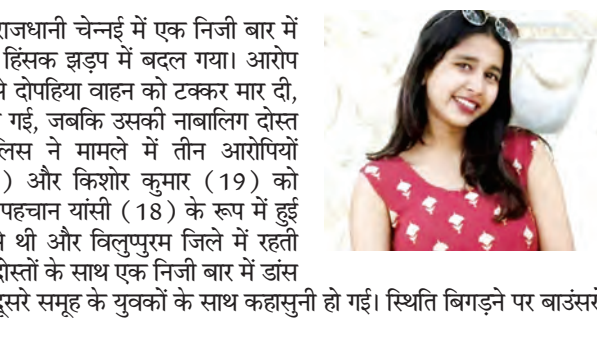 राजधानी चेन्नई में एक निजी बार में
हिंसक झड़प में बदल गया। आरोप
दोपहिया वाहन को टक्कर मार दी,
गई, जबकि उसकी नाबालिग दोस्त
ने मामले में तीन आरोपियों
) और किशोर कुमार (19) को
पहचान यांसी (18) के रूप में हुई
थी और विलुप्पुरम जिले में रहती
दोस्तों के साथ एक निजी बार में डांस
दूसरे समूह के युवकों के साथ कहासुनी हो गई। स्थिति बिगड़ने पर बाउंसरों